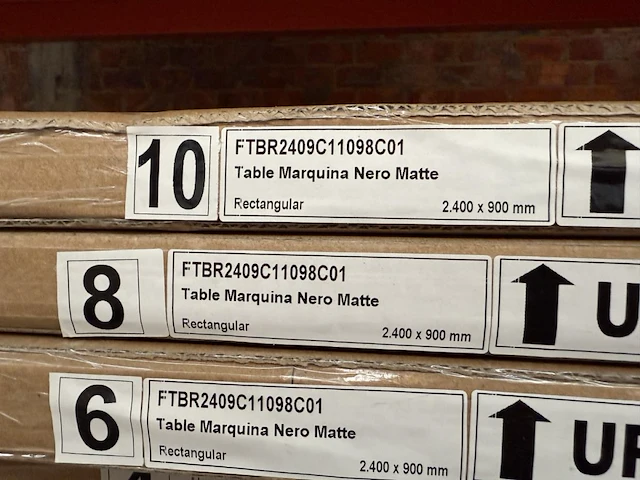 10
FTBR2409C11098C01
Table Marquina Nero Matte
Rectangular
2.400 x 900 mm
8
FTBR2409C11098C01
Table Marquina Nero Matte
Rectangular
2.400 x 900 mm
6
FTBR2409C11098C01
Table Marquina Nero Matte
Rectangular
2.400 x 900 mm